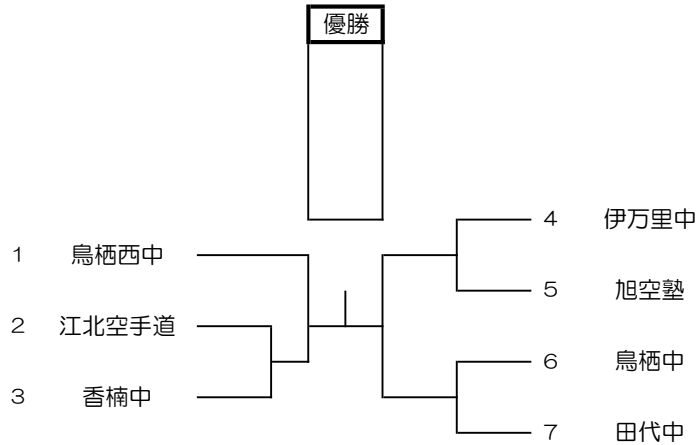 優勝
1 鳥栖西中
2 江北空手道
3 香楠中
4 伊万里中
5 旭空塾
6 鳥栖中
7 田代中